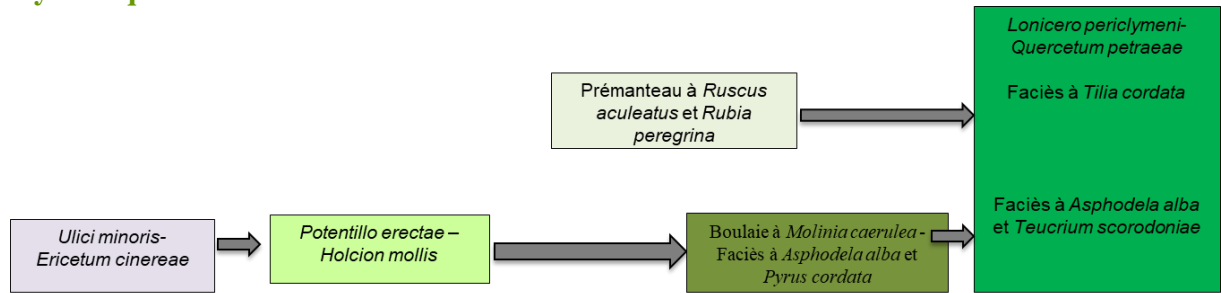 Lonicero periclymeni-
Quercetum petraeae
Faciès à Tilia cordata
Faciès à Asphodela alba
et Teucrium scorodoniae
Prémanteau à Ruscus
aculeatus et Rubia
peregrina
Ulici minoris-
Ericetum cinereae
Potentillo erectae –
Holcion mollis
Boulaie à Molinia caerulea -
Faciès à Asphodela alba et
Pyrus cordata